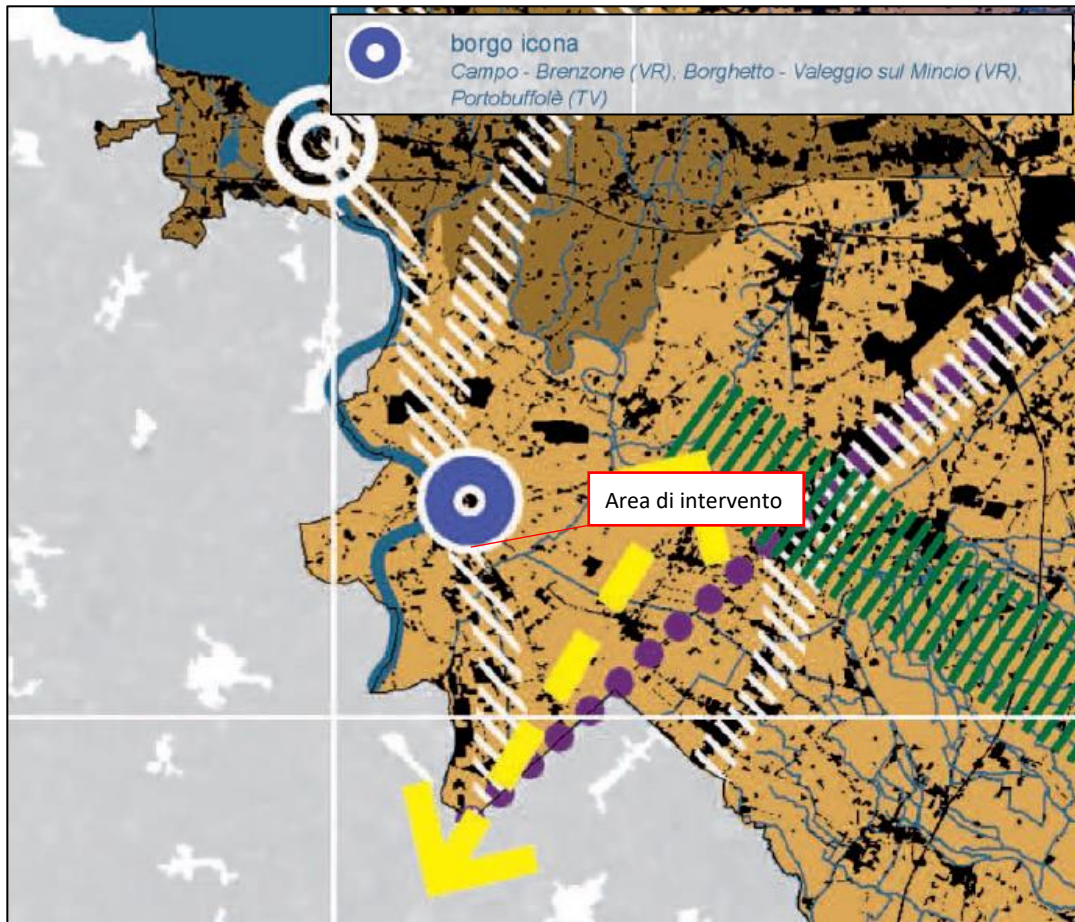 borgo icona
Campo - Brenzone (VR), Borghetto - Valeggio sul Mincio (VR),
Portobuffolè (TV)
Area di intervento